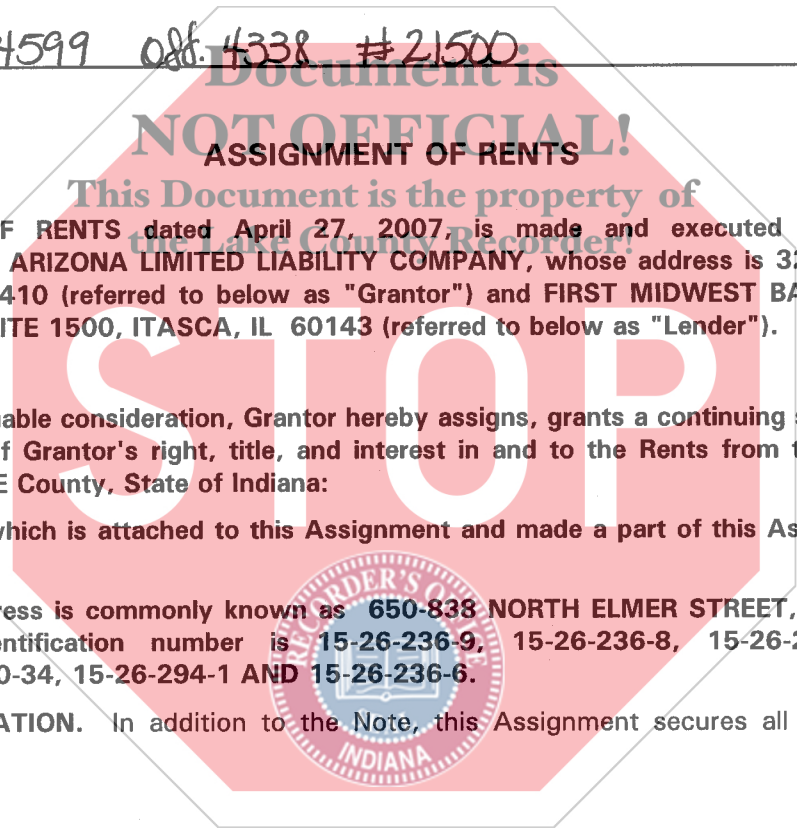 4599 Off. 4338 #21500
Document is
NOT OFFICIAL!
ASSIGNMENT OF RENTS
This Document is the property of
F RENTS dated April 27, 2007, is made and executed
the Lake County Recorder!
ARIZONA LIMITED LIABILITY COMPANY, whose address is 32
410 (referred to below as "Grantor") and FIRST MIDWEST BA
ITE 1500, ITASCA, IL 60143 (referred to below as "Lender").
STOP
able consideration, Grantor hereby assigns, grants a continuing s
f Grantor's right, title, and interest in and to the Rents from t
E County, State of Indiana:
which is attached to this Assignment and made a part of this As
ress is commonly known as 650-838 NORTH ELMER STREET,
entification number is 15-26-236-9, 15-26-236-8, 15-26-2
0-34, 15-26-294-1 AND 15-26-236-6.
ATION. In addition to the Note, this Assignment secures all
RECORDER'S OFFICE
INDIANA